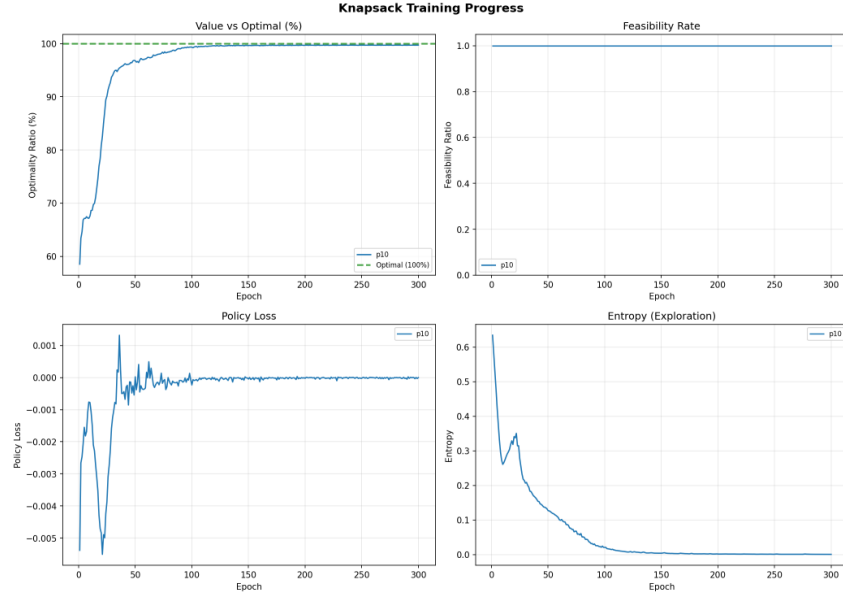 Knapsack Training Progress
Value vs Optimal (%)
Optimality Ratio (%)
100
90
80
70
60
0
50
100
150
200
250
300
Epoch
p10
Optimal (100%)
Feasibility Rate
Feasibility Ratio
1.0
0.8
0.6
0.4
0.2
0.0
0
50
100
150
200
250
300
Epoch
p10
Policy Loss
Policy Loss
0.001
0.000
−0.001
−0.002
−0.003
−0.004
−0.005
0
50
100
150
200
250
300
Epoch
p10
Entropy (Exploration)
Entropy
0.6
0.5
0.4
0.3
0.2
0.1
0.0
0
50
100
150
200
250
300
Epoch
p10